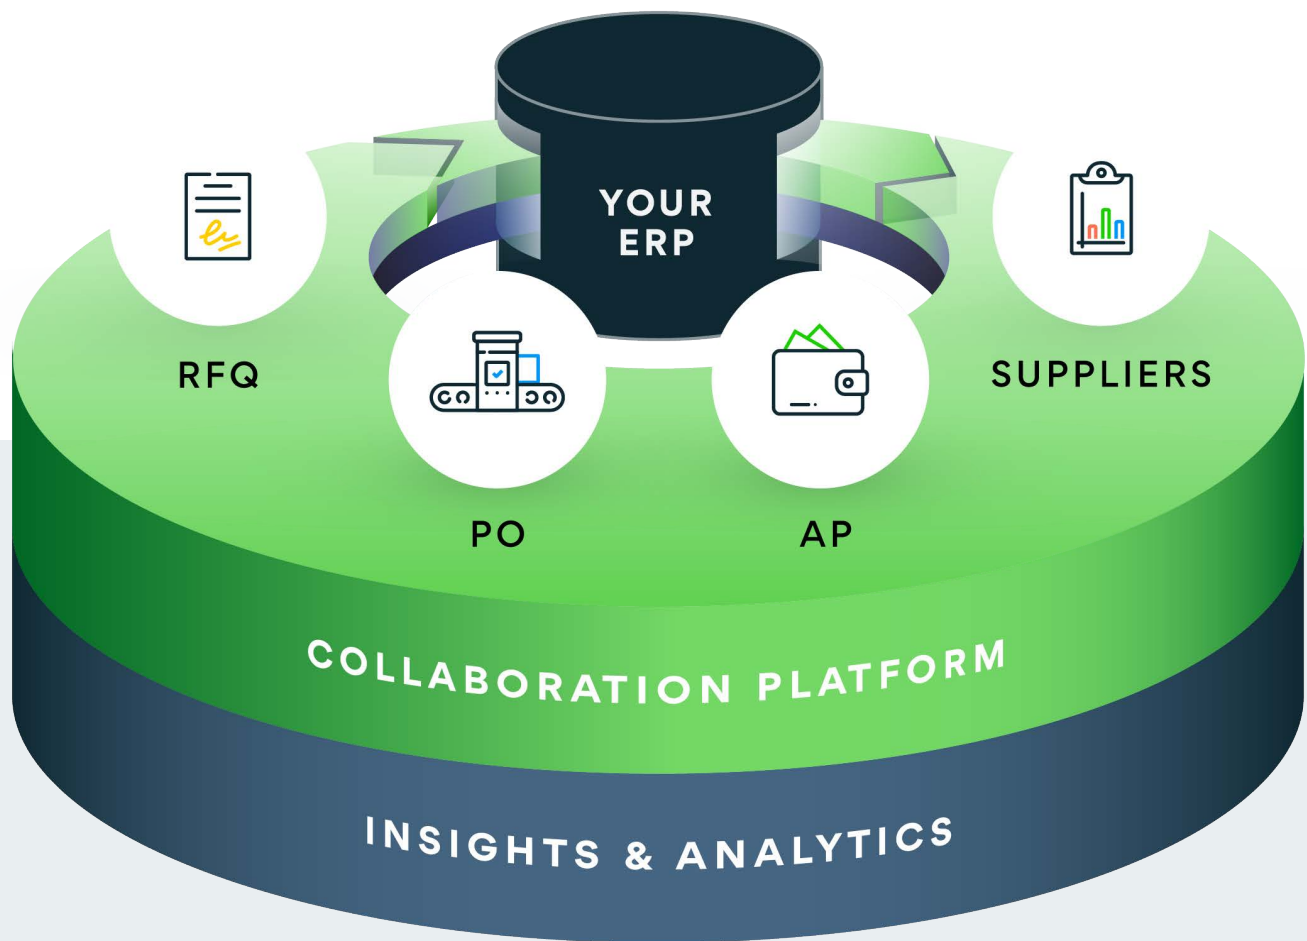 YOUR
ERP
RFQ
SUPPLIERS
PO
AP
COLLABORATION PLATFORM
INSIGHTS & ANALYTICS